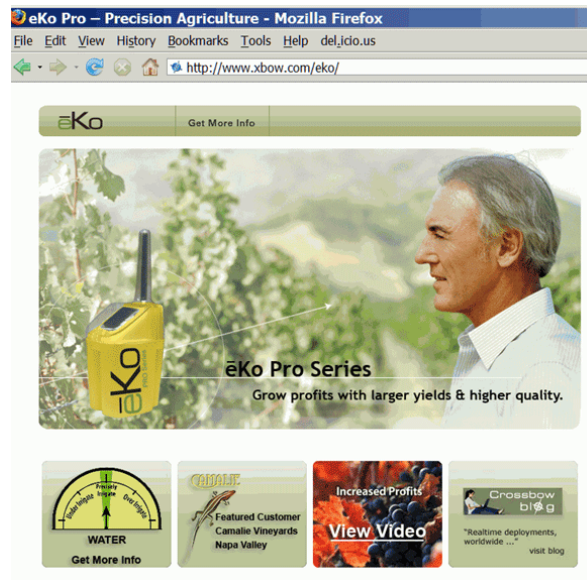 eKo Pro – Precision Agriculture - Mozilla Firefox
File Edit View History Bookmarks Tools Help del.icio.us
http://www.xbow.com/eko/
ēKo
Get More Info
ēKo
PRO Series
ēKo Pro Series
Grow profits with larger yields & higher quality.
Under Irrigate
Precisely Irrigate
Over Irrigate
WATER
Get More Info
CAMALIE
Featured Customer
Camalie Vineyards
Napa Valley
Increased Profits
View Video
Crossbow
blog
"Realtime deployments,
worldwide ..."
visit blog